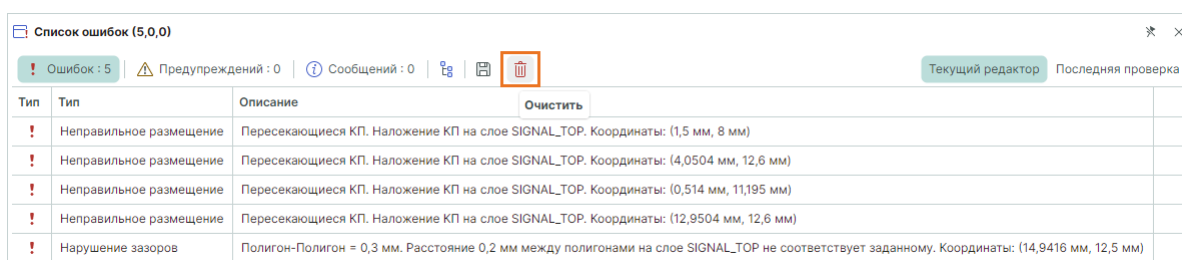 Список ошибок (5,0,0)
Ошибок : 5 Предупреждений : 0 Сообщений : 0 Текущий редактор Последняя проверка
Тип Тип Описание
Очистить
Неправильное размещение Пересекающиеся КП. Наложение КП на слое SIGNAL_TOP. Координаты: (1,5 мм, 8 мм)
Неправильное размещение Пересекающиеся КП. Наложение КП на слое SIGNAL_TOP. Координаты: (4,0504 мм, 12,6 мм)
Неправильное размещение Пересекающиеся КП. Наложение КП на слое SIGNAL_TOP. Координаты: (0,514 мм, 11,195 мм)
Неправильное размещение Пересекающиеся КП. Наложение КП на слое SIGNAL_TOP. Координаты: (12,9504 мм, 12,6 мм)
Нарушение зазоров Полигон-Полигон = 0,3 мм. Расстояние 0,2 мм между полигонами на слое SIGNAL_TOP не соответствует заданному. Координаты: (14,9416 мм, 12,5 мм)